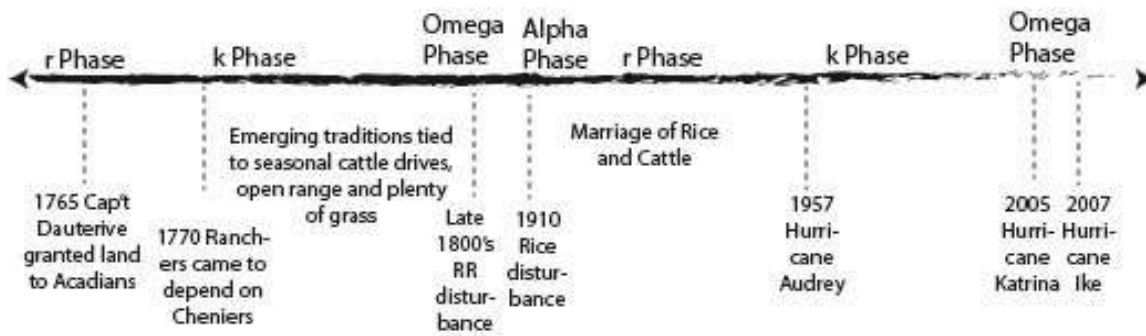 r Phase
k Phase
Omega
Phase
Alpha
Phase
r Phase
k Phase
Omega
Phase
1765 Cap't
Dauterive
granted land
to Acadians
1770 Ranch-
ers came to
depend on
Cheniers
Emerging traditions tied
to seasonal cattle drives,
open range and plenty
of grass
Late
1800's
RR
distur-
bance
1910
Rice
distur-
bance
Marriage of Rice
and Cattle
1957
Hurri-
cane
Audrey
2005
Hurri-
cane
Katrina
2007
Hurri-
cane
Ike